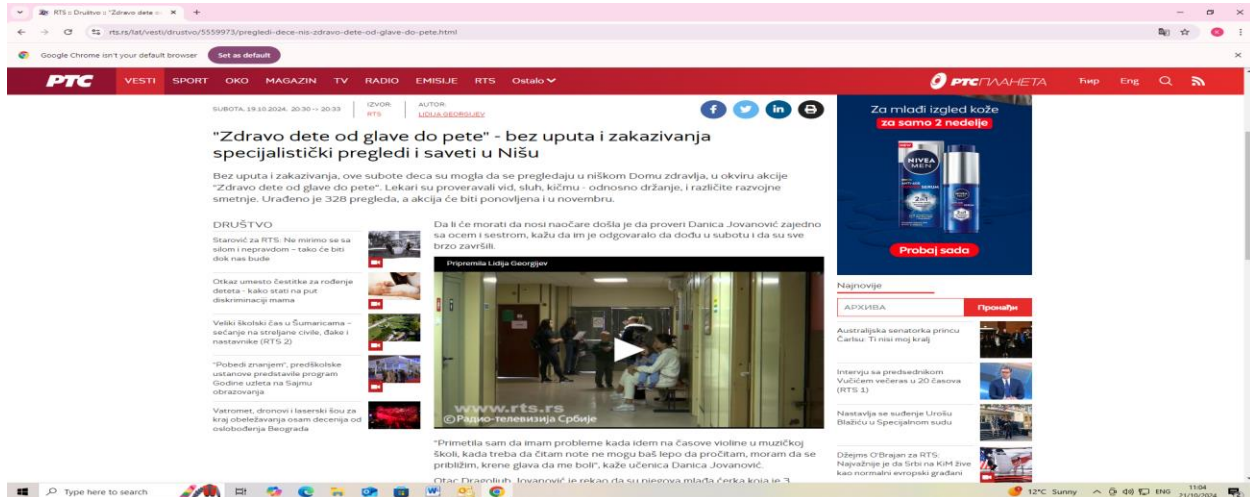 RTS :: Društvo :: "Zdravo dete o
rts.rs/lat/vesti/drustvo/5559973/pregledi-dece-nis-zdravo-dete-od-glave-do-pete.html
Google Chrome isn't your default browser
Set as default
РТС
VESTI SPORT OKO MAGAZIN TV RADIO EMISIJE RTS Ostalo
РТС ПЛАНЕТА
Ћир Eng
SUBOTA, 19.10.2024, 20:30 -> 20:33
IZVOR:
RTS
AUTOR:
LIDIJA GEORGIJEV
"Zdravo dete od glave do pete" - bez uputa i zakazivanja
specijalistički pregledi i saveti u Nišu
Bez uputa i zakazivanja, ove subote deca su mogla da se pregledaju u niškom Domu zdravlja, u okviru akcije
"Zdravo dete od glave do pete". Lekari su proveravali vid, sluh, kičmu - odnosno držanje, i različite razvojne
smetnje. Urađeno je 328 pregleda, a akcija će biti ponovljena i u novembru.
DRUŠTVO
Starović za RTS: Ne mirimo se sa
silom i nepravdom – tako će biti
dok nas bude
Otkaz umesto čestitke za rođenje
deteta - kako stati na put
diskriminaciji mama
Veliki školski čas u Šumaricama –
sećanje na streljane civile, đake i
nastavnike (RTS 2)
"Pobedi znanjem", predškolske
ustanove predstavile program
Godine uzleta na Sajmu
obrazovanja
Vatromet, dronovi i laserski šou za
kraj obeležavanja osam decenija od
oslobođenja Beograda
Da li će morati da nosi naočare došla je da proveri Danica Jovanović zajedno
sa ocem i sestrom, kažu da im je odgovaralo da dođu u subotu i da su sve
brzo završili.
Pripremila Lidija Georgijev
www.rts.rs
©Радио-телевизија Србије
"Primetila sam da imam probleme kada idem na časove violine u muzičkoj
školi, kada treba da čitam note ne mogu baš lepo da pročitam, moram da se
približim, krene glava da me boli", kaže učenica Danica Jovanović.
Otac Dragoljub Jovanović je rekao da su njegova mlađa ćerka koja je 3
Za mlađi izgled kože
za samo 2 nedelje
NIVEA
MEN
2in1
Probaj sada
Najnovije
АРХИВА
Пронађи
Australijska senatorka princu
Čarlsu: Ti nisi moj kralj
Intervju sa predsednikom
Vučićem večeras u 20 časova
(RTS 1)
Nastavlja se suđenje Urošu
Blažiću u Specijalnom sudu
Džejms O'Brajan za RTS:
Najvažnije je da Srbi na KiM žive
kao normalni evropski građani
Type here to search
12°C Sunny
ENG
11:04
21/10/2024